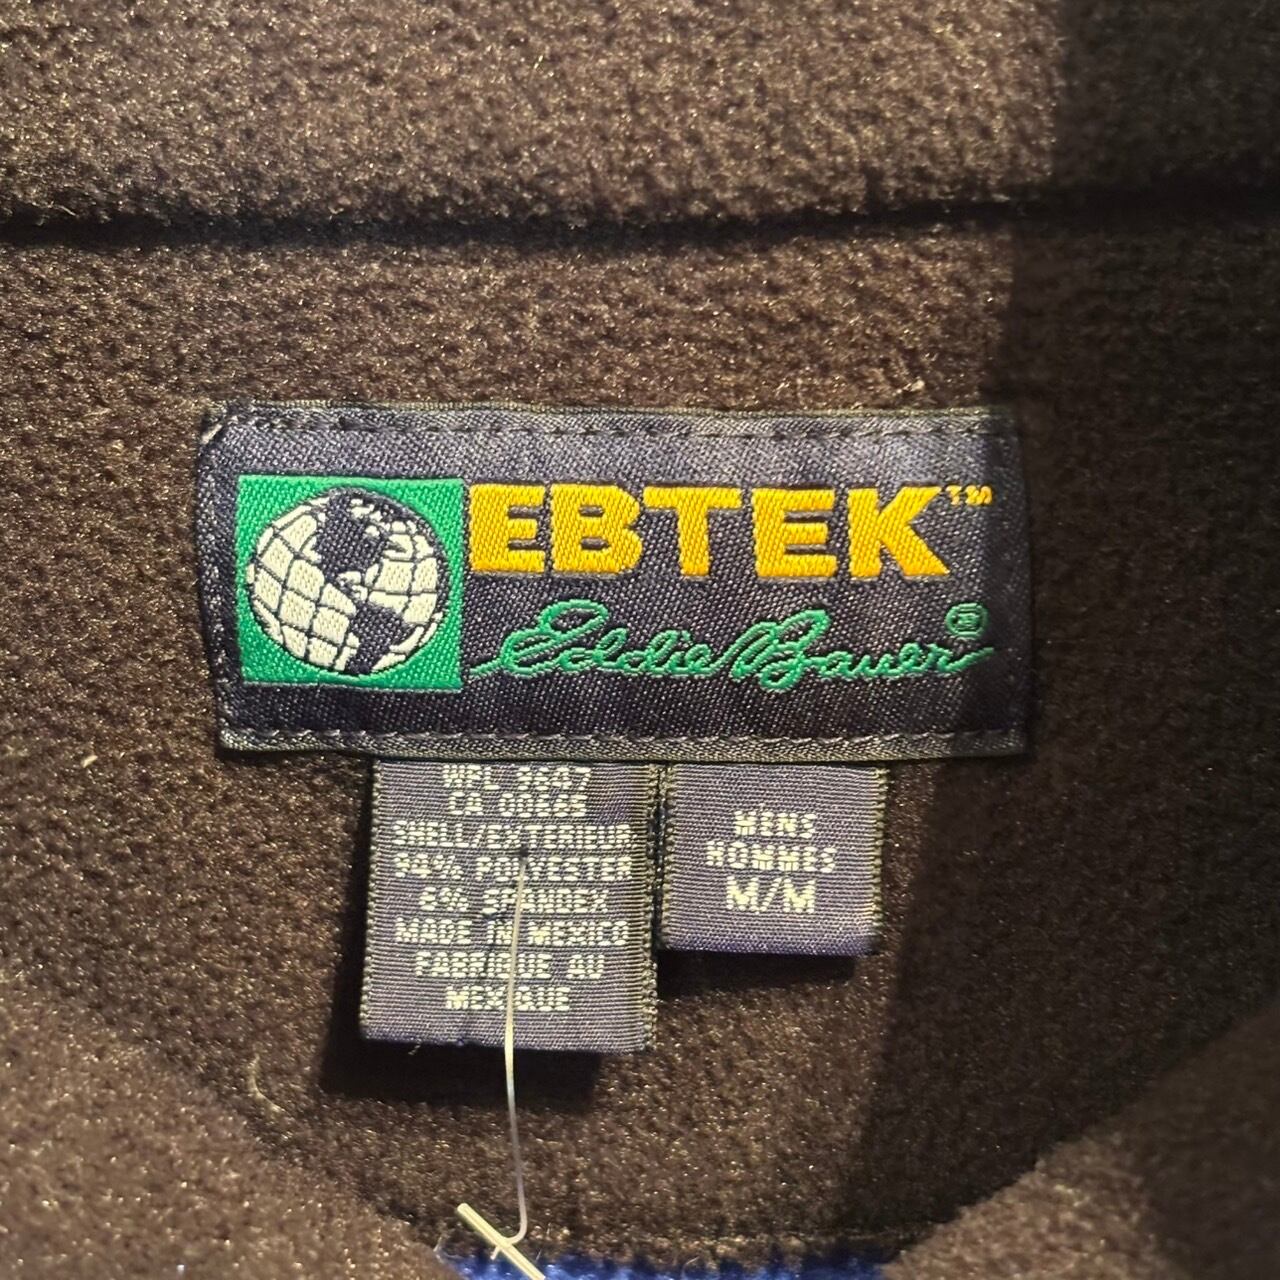 EBTEK™
Eddie Bauer®
WPL 5647
CA 00665
SHELL/EXTERIEUR
94% POLYESTER
6% SPANDEX
MADE IN MEXICO
FABRIQUE AU
MEXIQUE
MENS
HOMMES
M/M